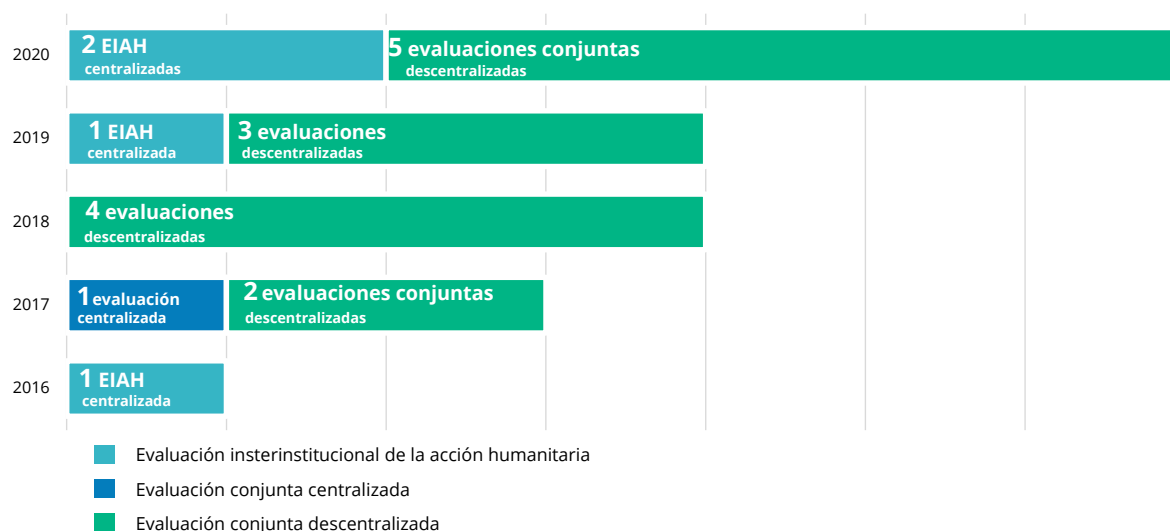 2020
2 EIAH
centralizadas
5 evaluaciones conjuntas
descentralizadas
2019
1 EIAH
centralizada
3 evaluaciones
descentralizadas
2018
4 evaluaciones
descentralizadas
2017
1 evaluación
centralizada
2 evaluaciones conjuntas
descentralizadas
2016
1 EIAH
centralizada
Evaluación insterinstitucional de la acción humanitaria
Evaluación conjunta centralizada
Evaluación conjunta descentralizada